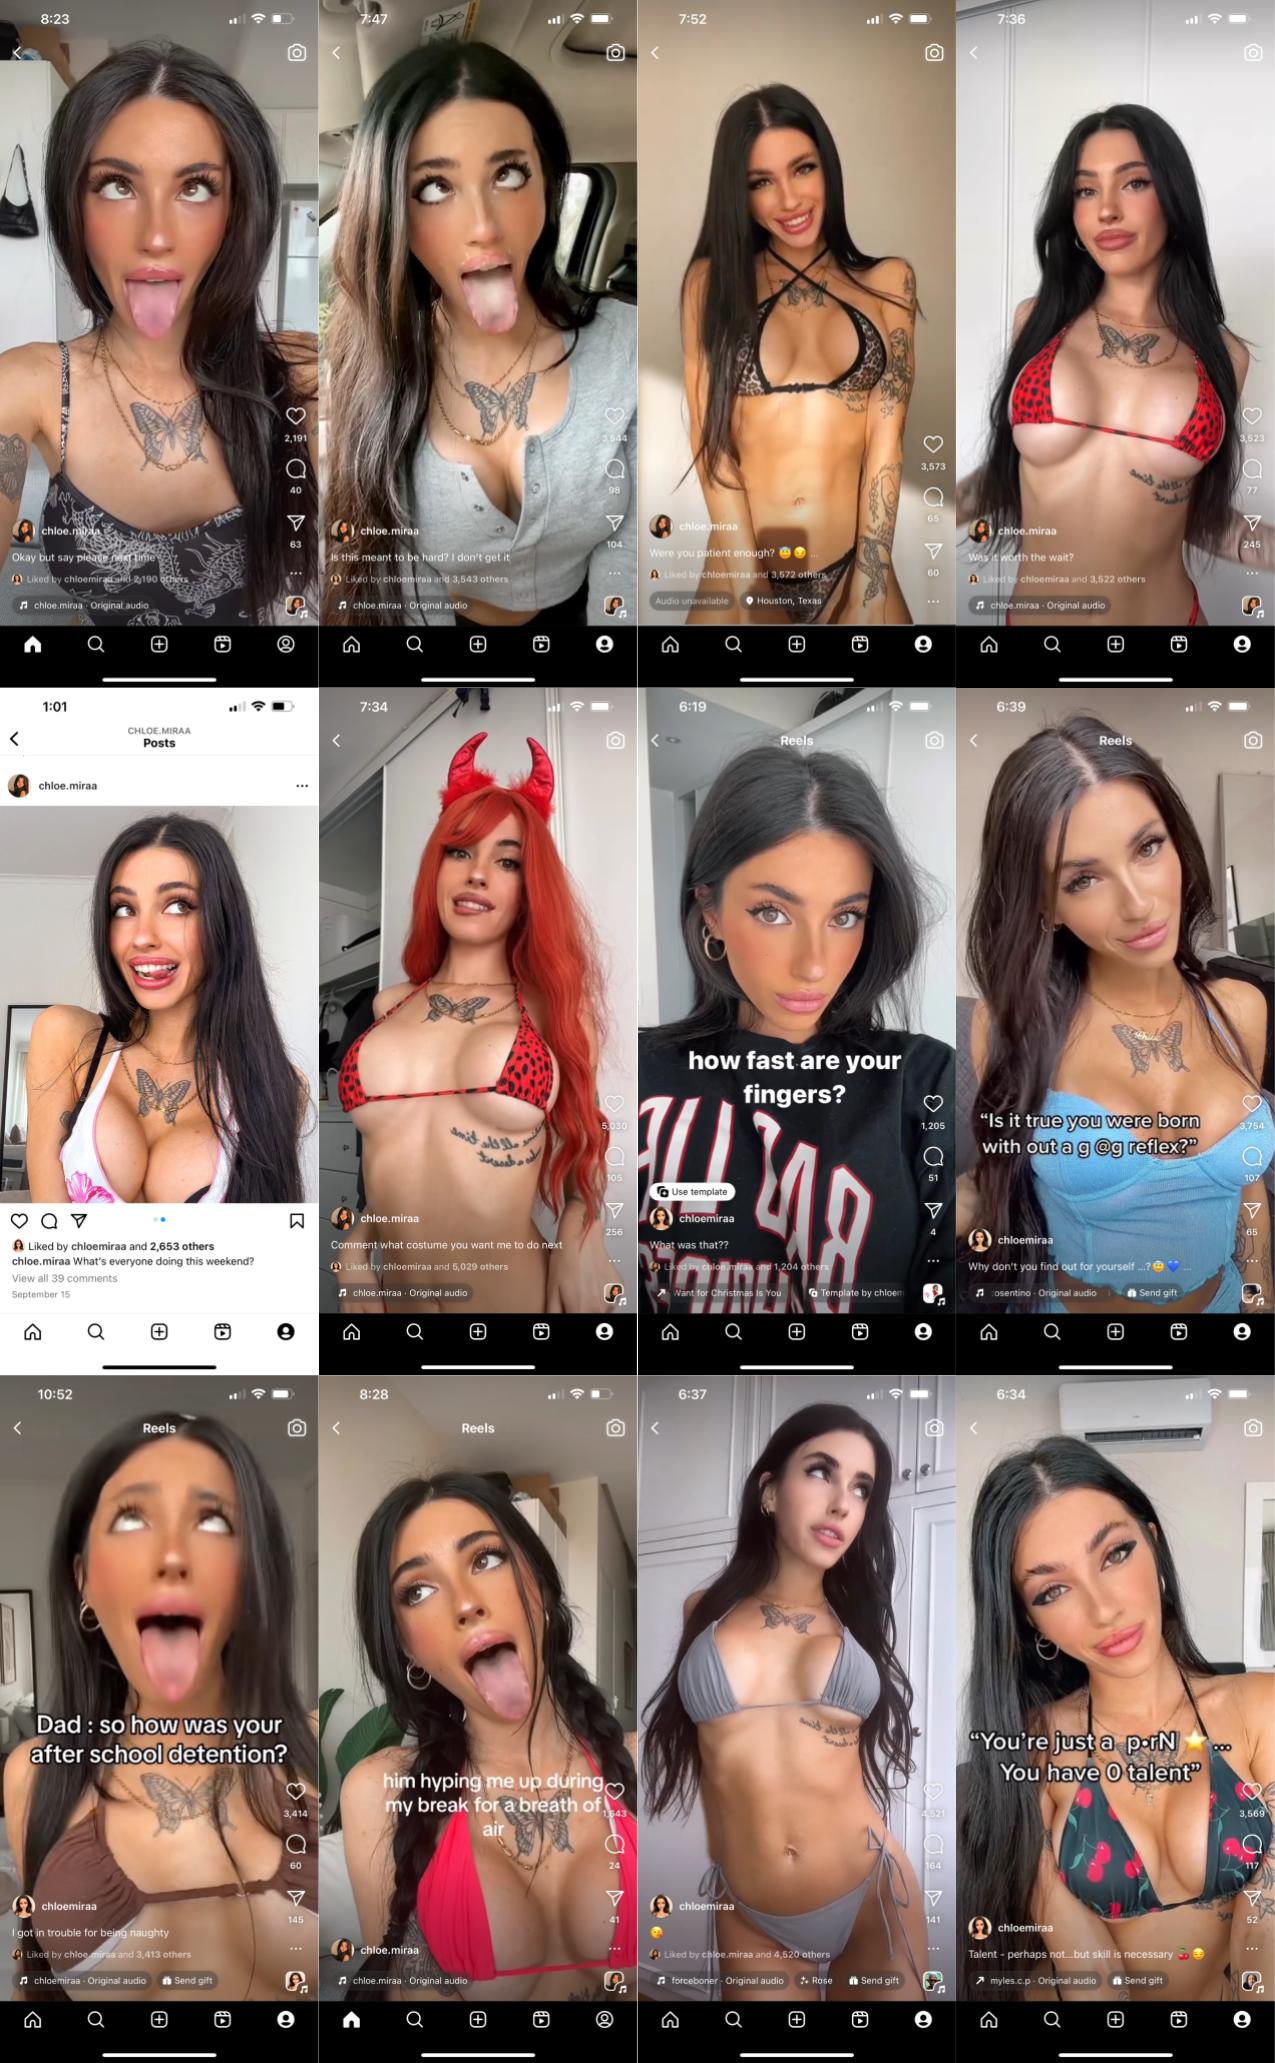 8:23
2,191
40
63
chloe.miraa
Okay but say please next time
Liked by chloemiraa and 2,190 others
chloe.miraa · Original audio
7:47
3,544
98
104
chloe.miraa
Is this meant to be hard? I don't get it
Liked by chloemiraa and 3,543 others
chloe.miraa · Original audio
7:52
3,573
65
60
chloe.miraa
Were you patient enough? 😇😏 ...
Liked by chloemiraa and 3,572 others
Audio unavailable
Houston, Texas
7:36
3,523
77
245
chloe.miraa
Was it worth the wait?
Liked by chloemiraa and 3,522 others
chloe.miraa · Original audio
1:01
CHLOE.MIRAA
Posts
chloe.miraa
Liked by chloemiraa and 2,653 others
chloe.miraa What's everyone doing this weekend?
View all 39 comments
September 15
7:34
5,030
105
256
chloe.miraa
Comment what costume you want me to do next
Liked by chloemiraa and 5,029 others
chloe.miraa · Original audio
6:19
Reels
how fast are your
fingers?
1,205
51
4
Use template
chloemiraa
What was that??
Liked by chloe.miraa and 1,204 others
Want for Christmas Is You
Template by chloem
6:39
Reels
“Is it true you were born
with out a g @g reflex?”
3,754
107
65
chloemiraa
Why don't you find out for yourself ...?😇💙 ...
osentino · Original audio
Send gift
10:52
Reels
Dad : so how was your
after school detention?
3,414
60
145
chloemiraa
I got in trouble for being naughty
Liked by chloe.miraa and 3,413 others
chloemiraa · Original audio
Send gift
8:28
Reels
him hyping me up during
my break for a breath of
air
1,643
24
41
chloe.miraa
chloe.miraa · Original audio
6:37
4,521
164
141
chloemiraa
😘
Liked by chloe.miraa and 4,520 others
forceboner · Original audio
Rose
Send gift
6:34
“You're just a p•rN ⭐...
You have 0 talent”
3,569
117
52
chloemiraa
Talent - perhaps not...but skill is necessary 🍒😏
myles.c.p · Original audio
Send gift